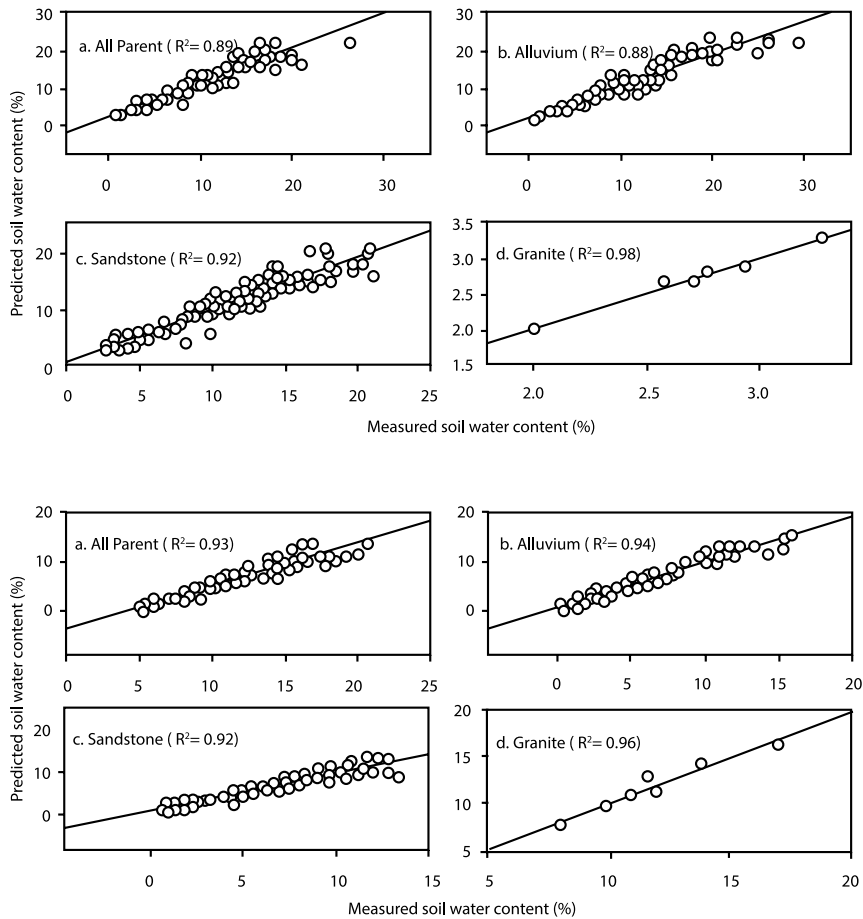 30
20
10
0
a. All Parent ( R²= 0.89)
0 10 20 30
30
20
10
0
b. Alluvium ( R²= 0.88)
0 10 20 30
Predicted soil water content (%)
20
10
0
c. Sandstone ( R²= 0.92)
0 5 10 15 20 25
3.5
3.0
2.5
2.0
1.5
d. Granite ( R²= 0.98)
2.0 2.5 3.0
Measured soil water content (%)
20
10
0
a. All Parent ( R²= 0.93)
0 5 10 15 20 25
20
10
0
b. Alluvium ( R²= 0.94)
0 5 10 15 20
Predicted soil water content (%)
20
10
0
c. Sandstone ( R²= 0.92)
0 5 10 15
20
15
10
5
d. Granite ( R²= 0.96)
5 10 15 20
Measured soil water content (%)